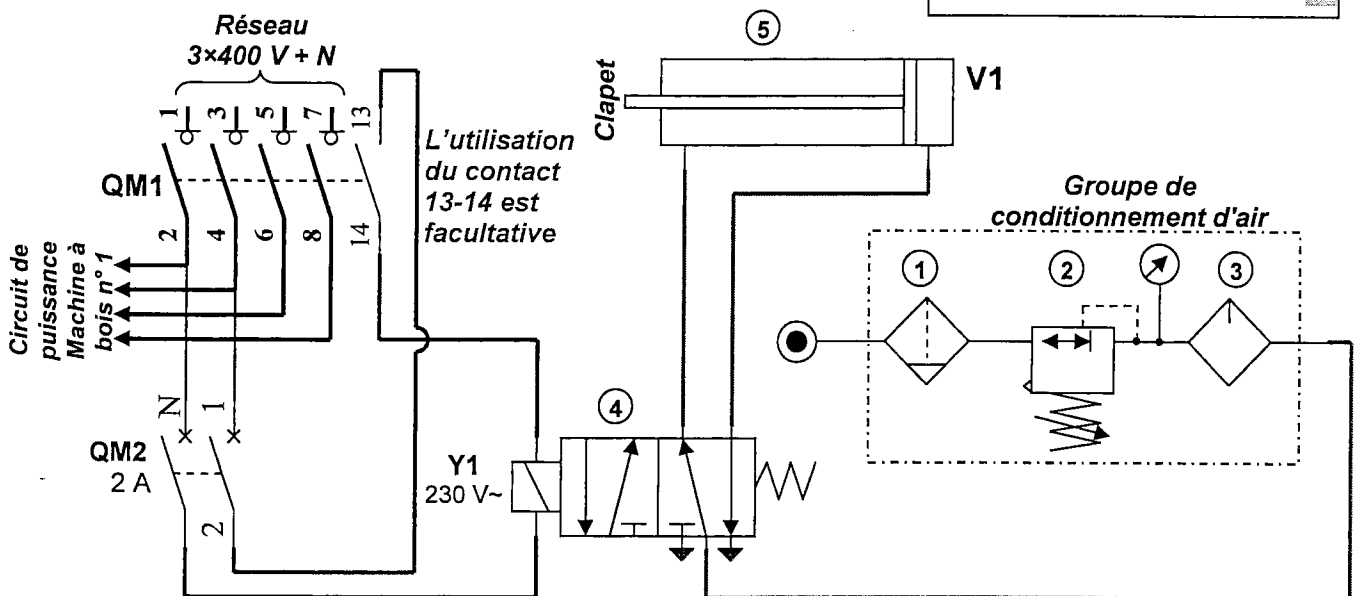 Réseau
3×400 V + N
1
3
5
7
13
QM1
2
4
6
8
14
L'utilisation
du contact
13-14 est
facultative
Circuit de
puissance
Machine à
bois n° 1
N
1
QM2
2 A
2
Y1
230 V~
4
5
Clapet
V1
Groupe de
conditionnement d'air
1
2
3